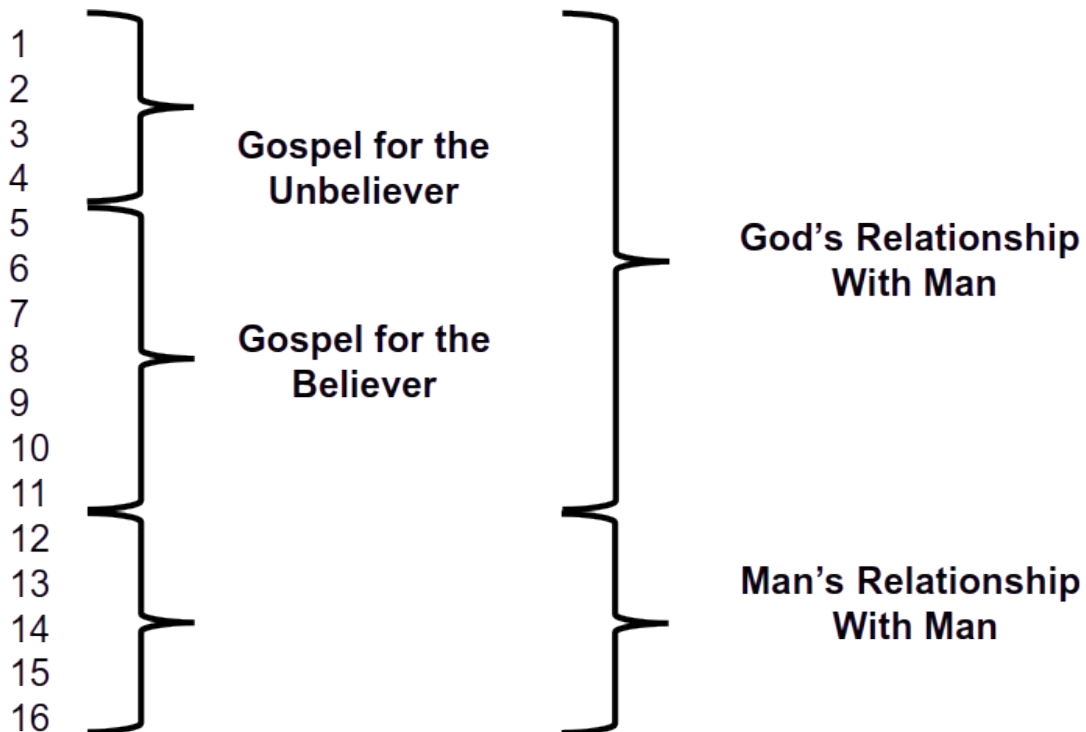 1
2
3
4
5
6
7
8
9
10
11
12
13
14
15
16
Gospel for the
Unbeliever
Gospel for the
Believer
God’s Relationship
With Man
Man’s Relationship
With Man